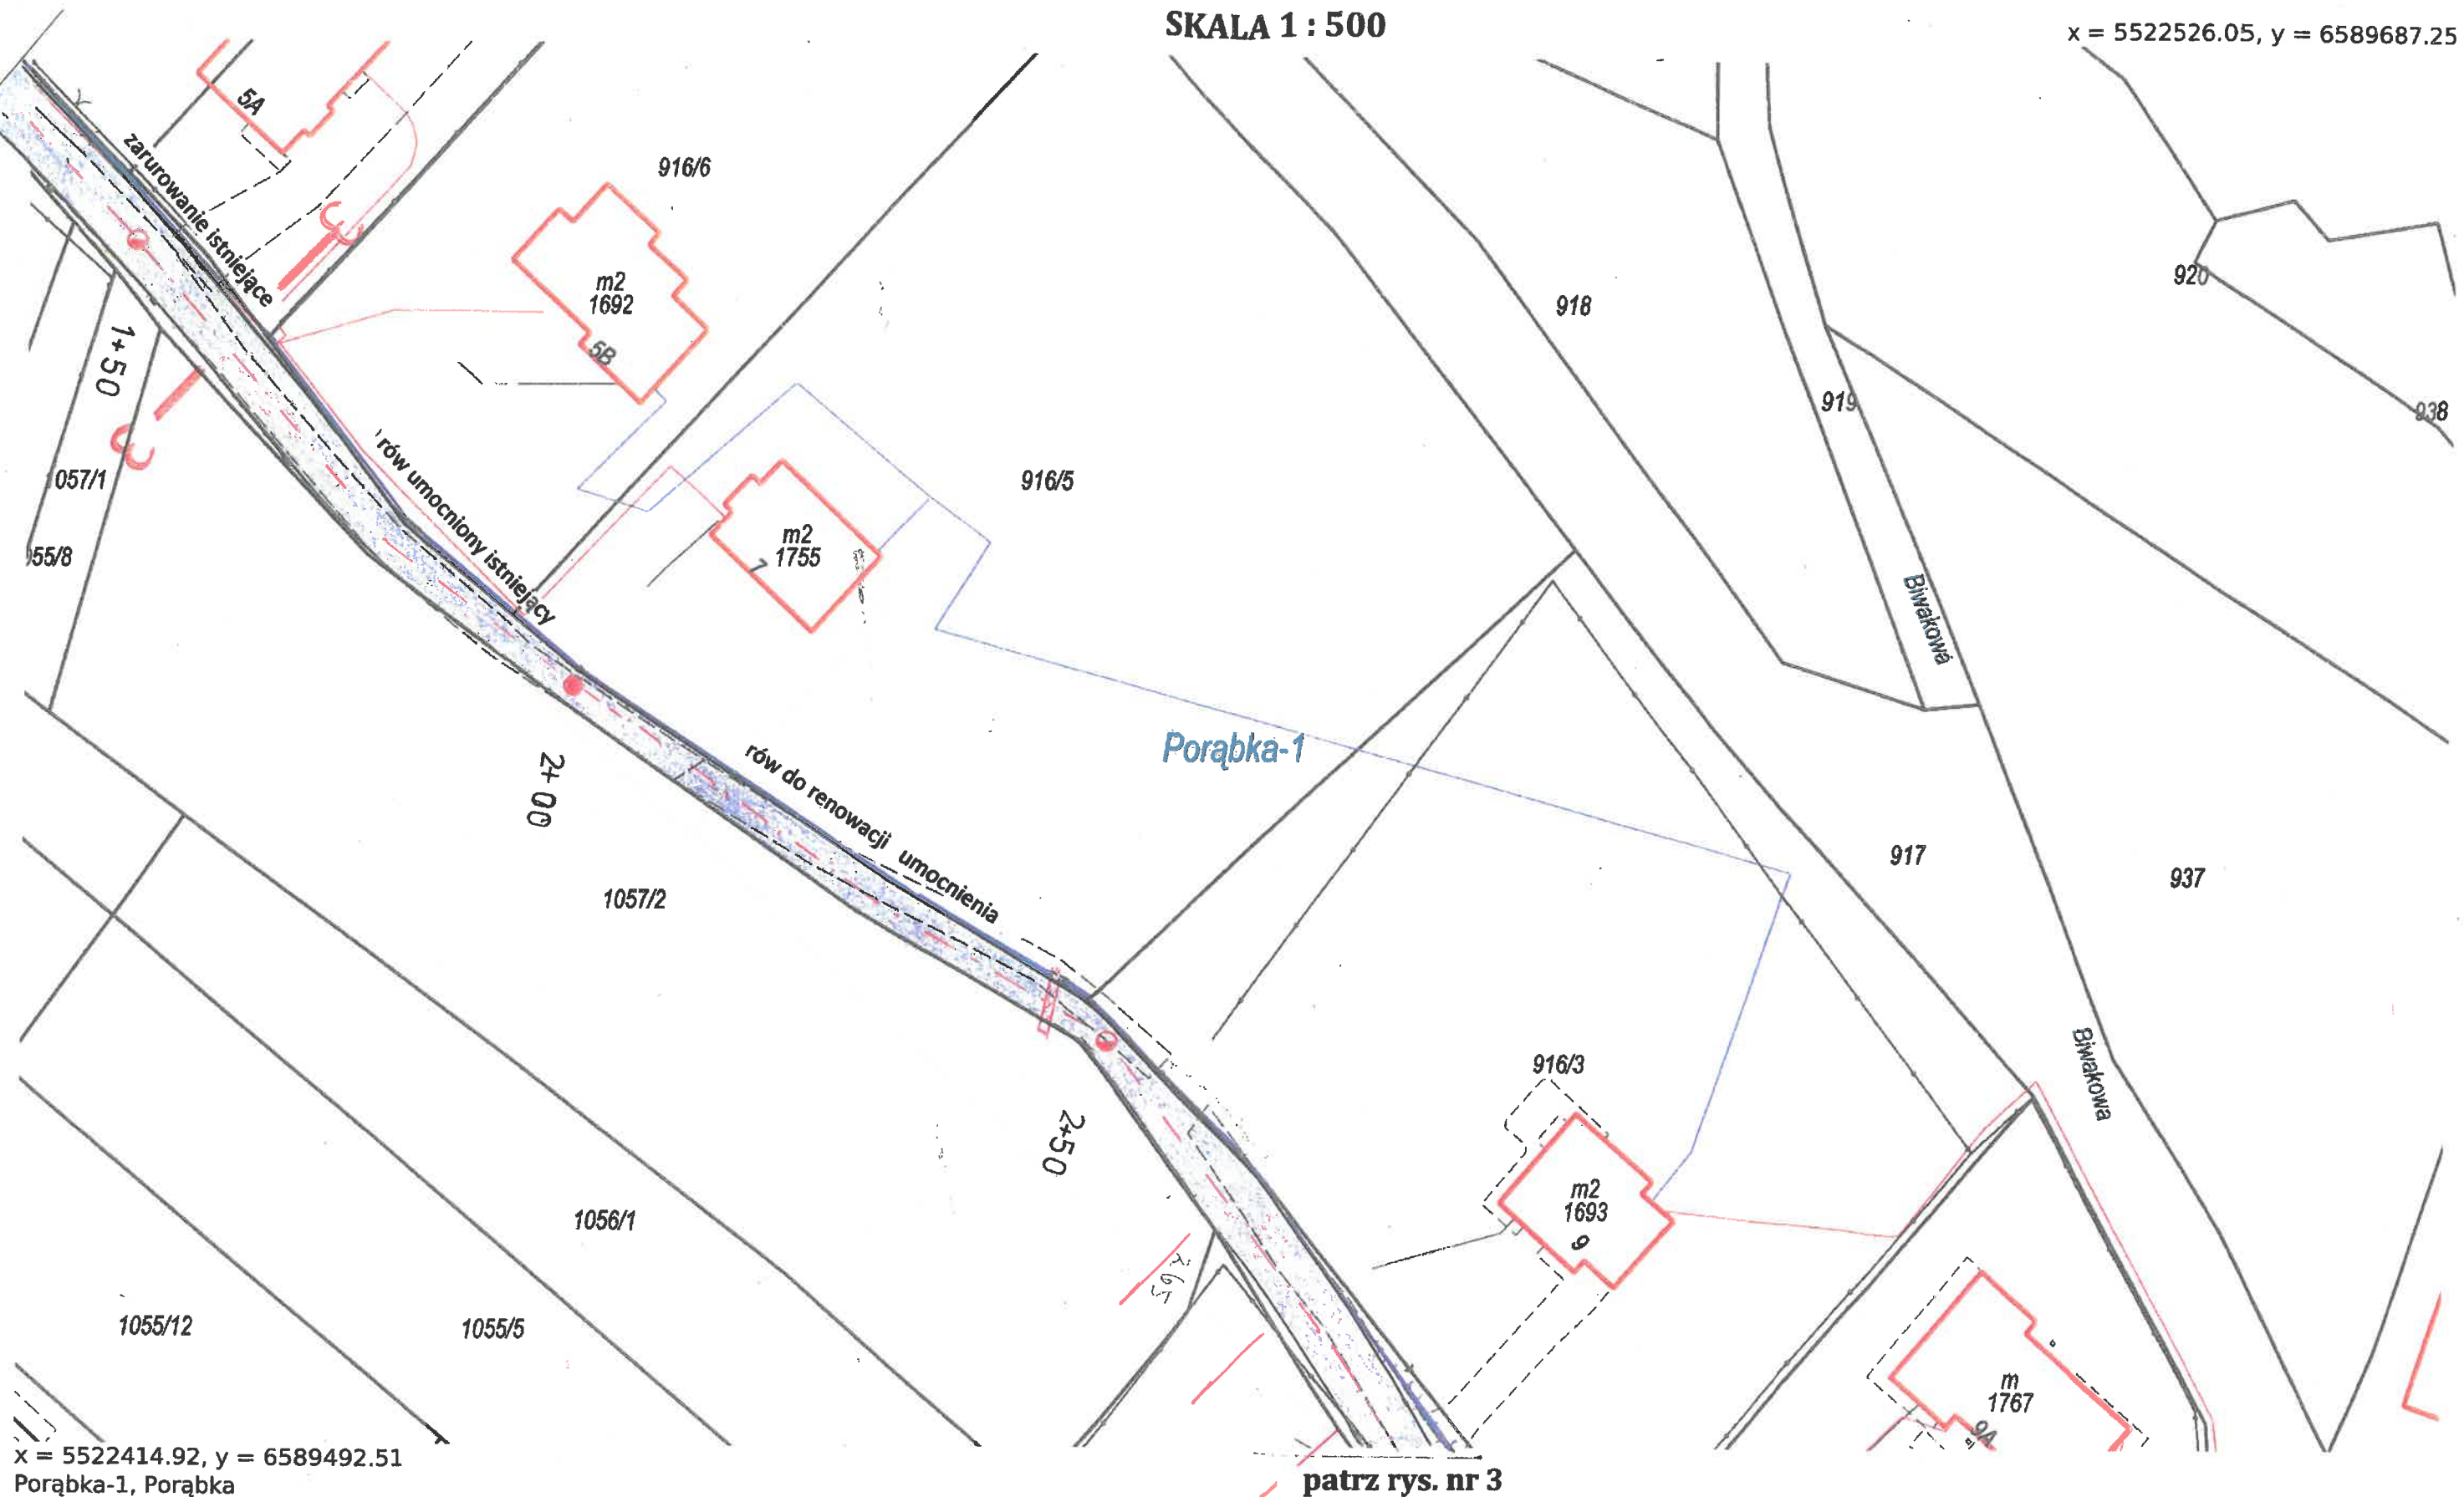 SKALA 1 : 500
x = 5522526.05, y = 6589687.25
5A
zarurowanie istniejące
916/6
m2
1692
5B
918
920
919
938
1+50
057/1
55/8
rów umocniony istniejący
916/5
m2
1755
7
Biwakowa
Porąbka-1
2+00
rów do renowacji umocnienia
1057/2
917
937
2+50
916/3
Biwakowa
m2
1693
9
1056/1
1055/12
1055/5
m
1767
9A
x = 5522414.92, y = 6589492.51
Porąbka-1, Porąbka
patrz rys. nr 3